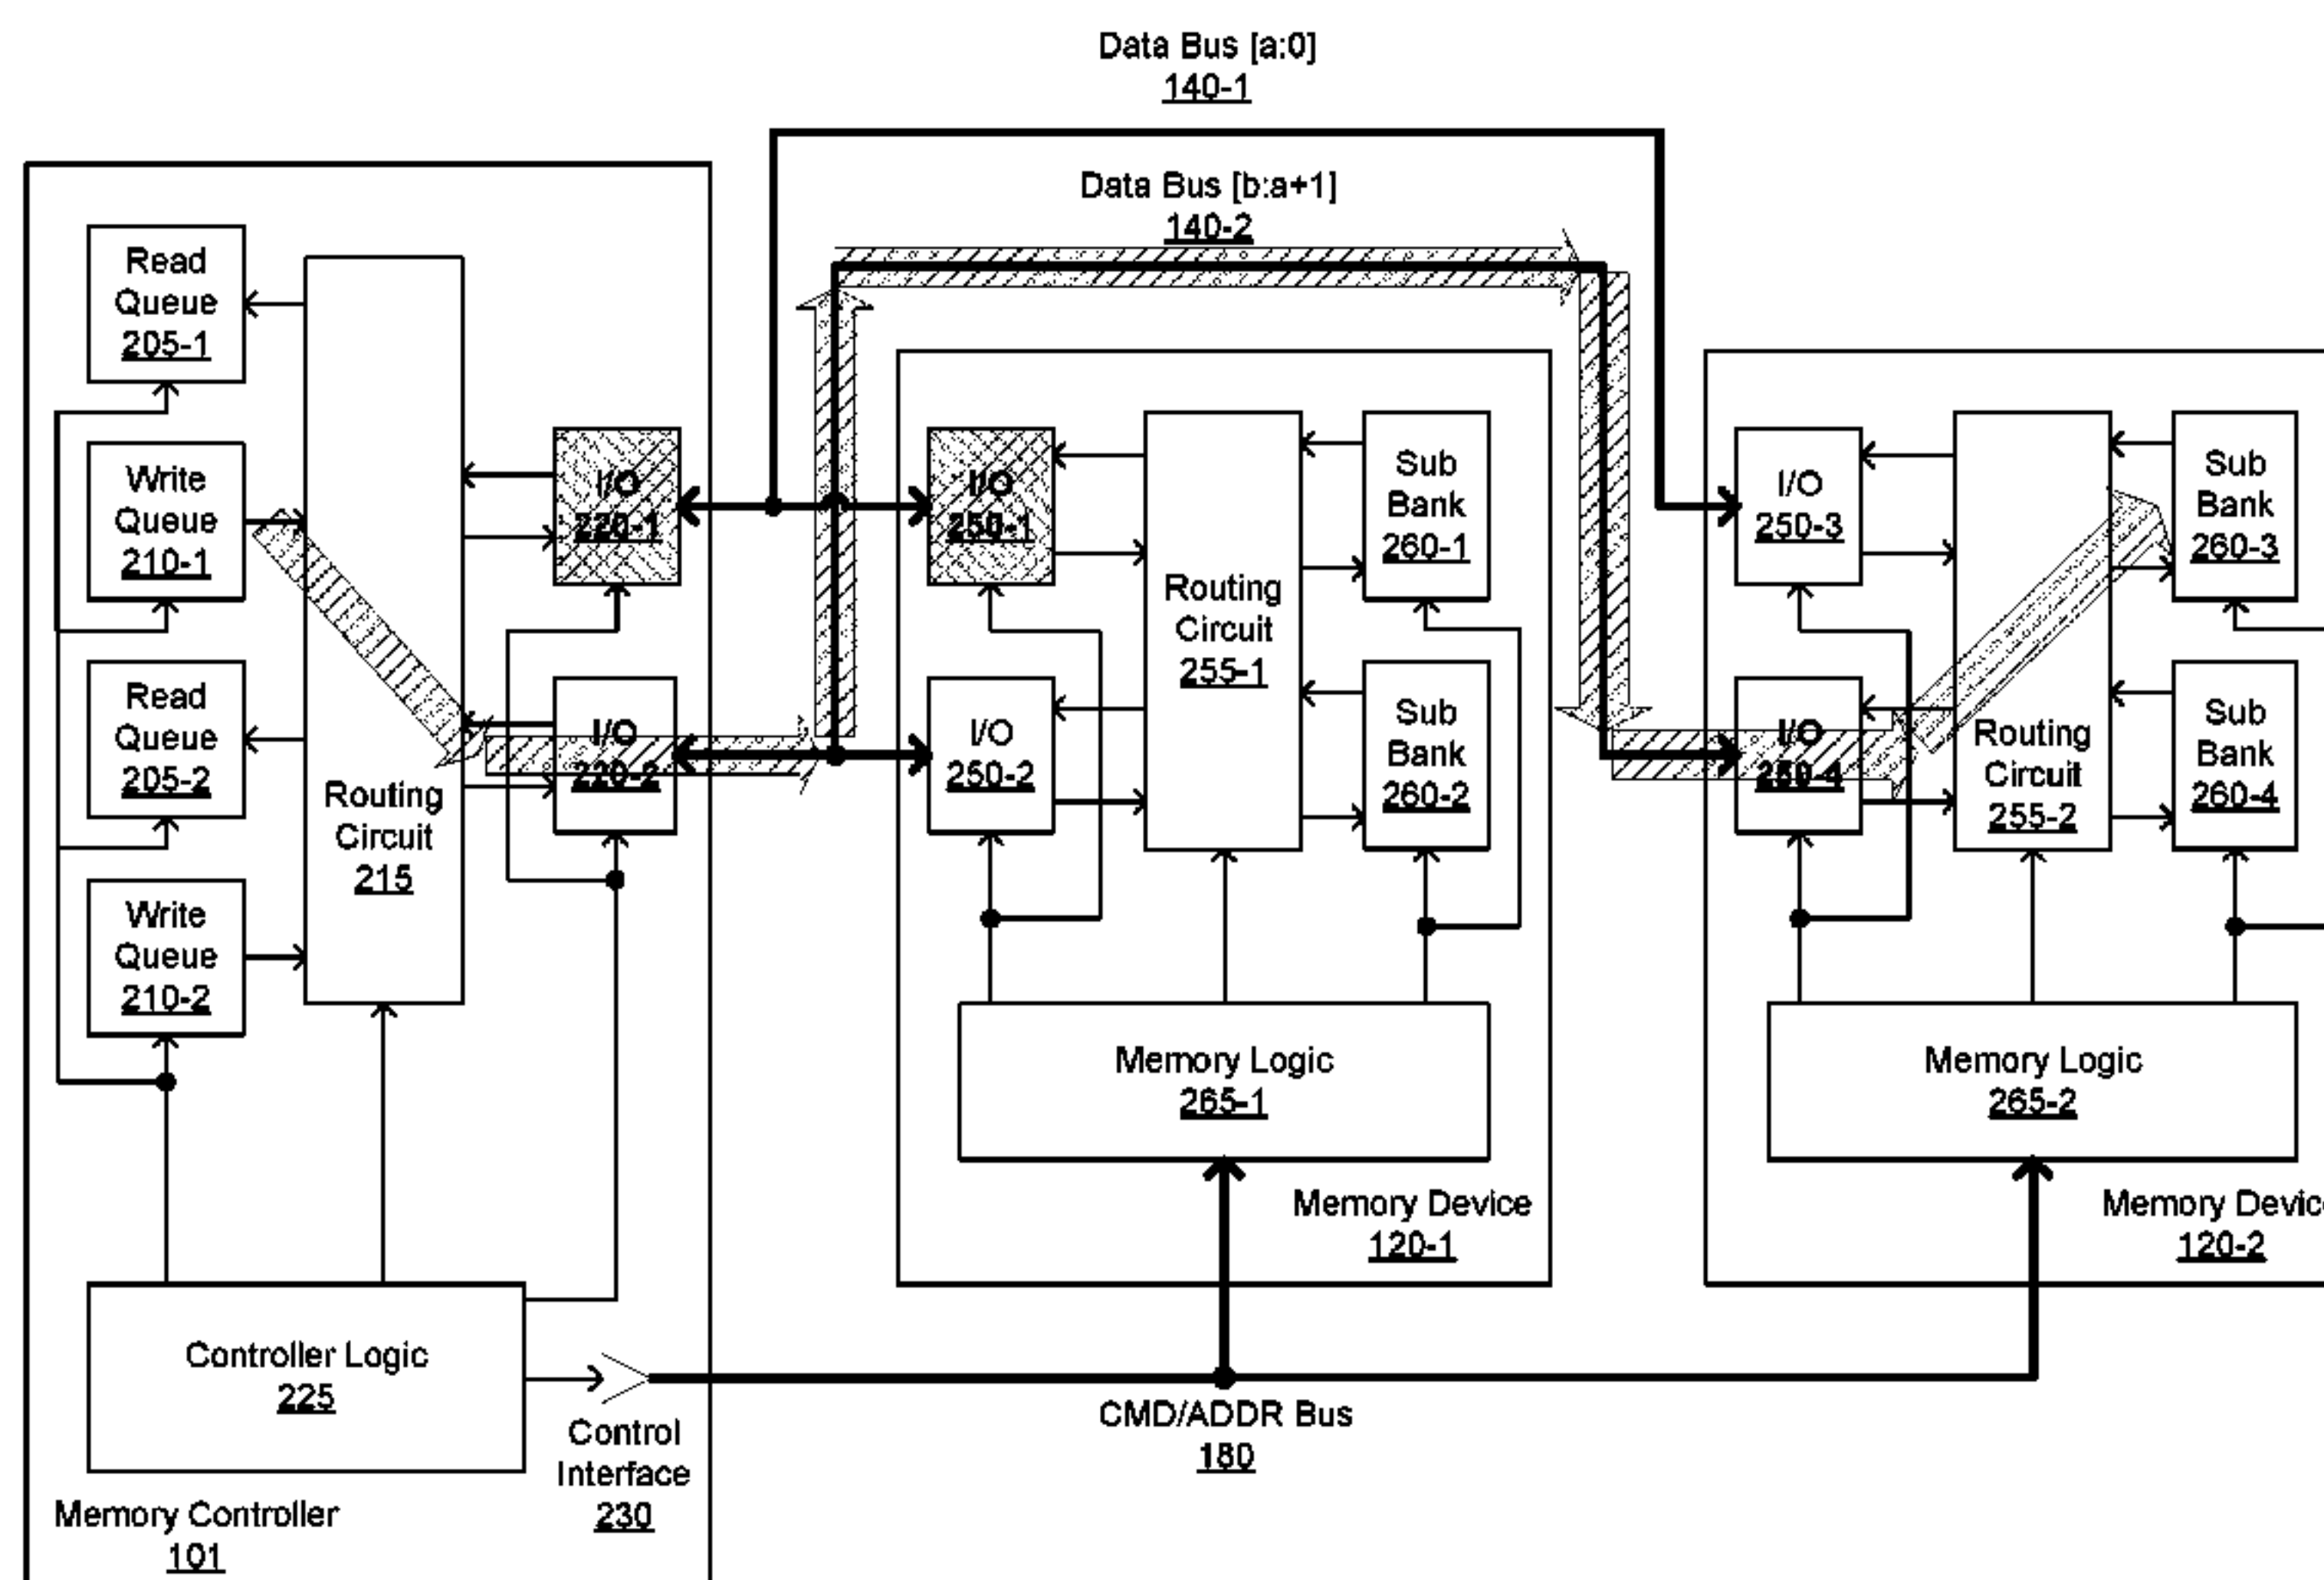 Data Bus [a:0]
140-1
Data Bus [b:a+1]
140-2
Read
Queue
205-1
Write
Queue
210-1
Read
Queue
205-2
Write
Queue
210-2
Routing
Circuit
215
I/O
220-1
I/O
220-2
Controller Logic
225
Control
Interface
230
Memory Controller
101
I/O
250-1
I/O
250-2
Routing
Circuit
255-1
Sub
Bank
260-1
Sub
Bank
260-2
Memory Logic
265-1
Memory Device
120-1
I/O
250-3
I/O
250-4
Routing
Circuit
255-2
Sub
Bank
260-3
Sub
Bank
260-4
Memory Logic
265-2
Memory Devic
120-2
CMD/ADDR Bus
180